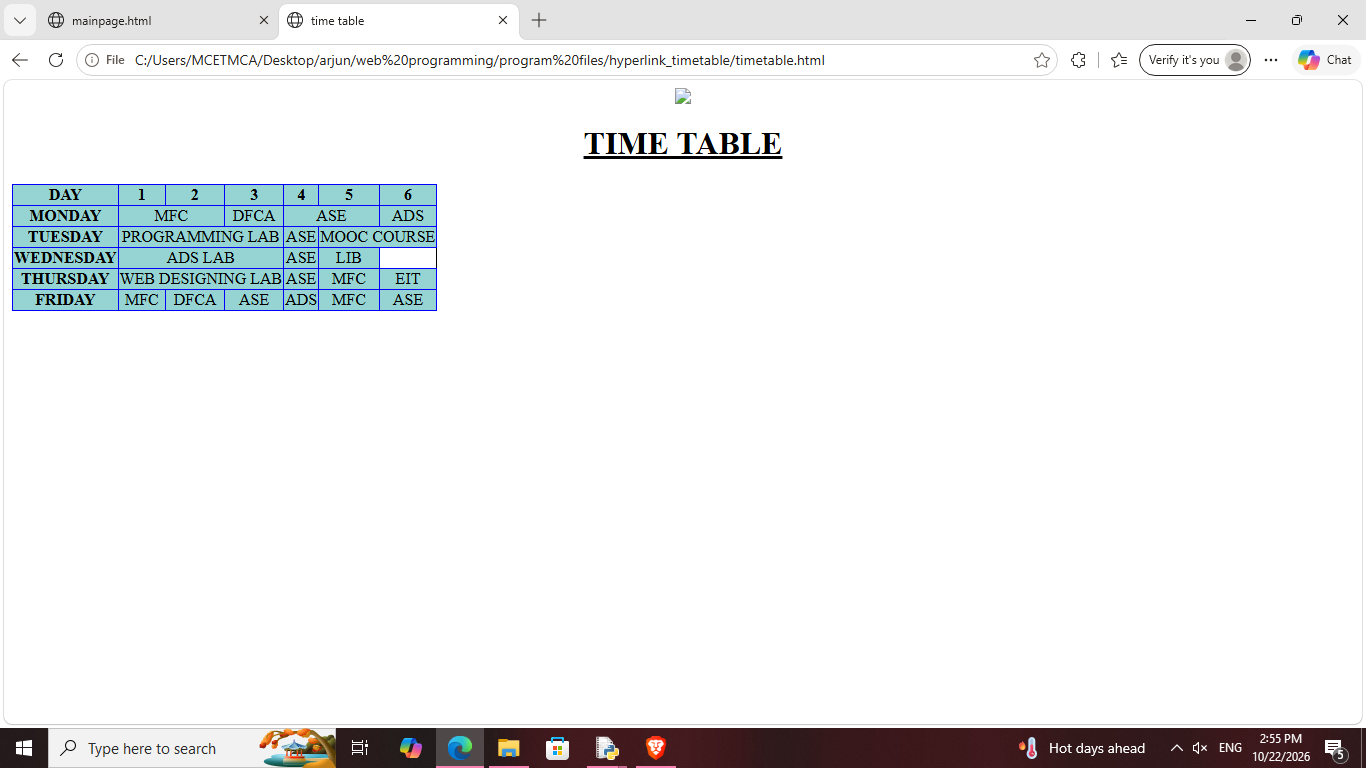 mainpage.html
time table
File C:/Users/MCETMCA/Desktop/arjun/web%20programming/program%20files/hyperlink_timetable/timetable.html Verify it's you Chat
TIME TABLE
DAY 1 2 3 4 5 6
MONDAY MFC DFCA ASE ADS
TUESDAY PROGRAMMING LAB ASE MOOC COURSE
WEDNESDAY ADS LAB ASE LIB
THURSDAY WEB DESIGNING LAB ASE MFC EIT
FRIDAY MFC DFCA ASE ADS MFC ASE
Type here to search
Hot days ahead
ENG
2:55 PM
10/22/2026
5